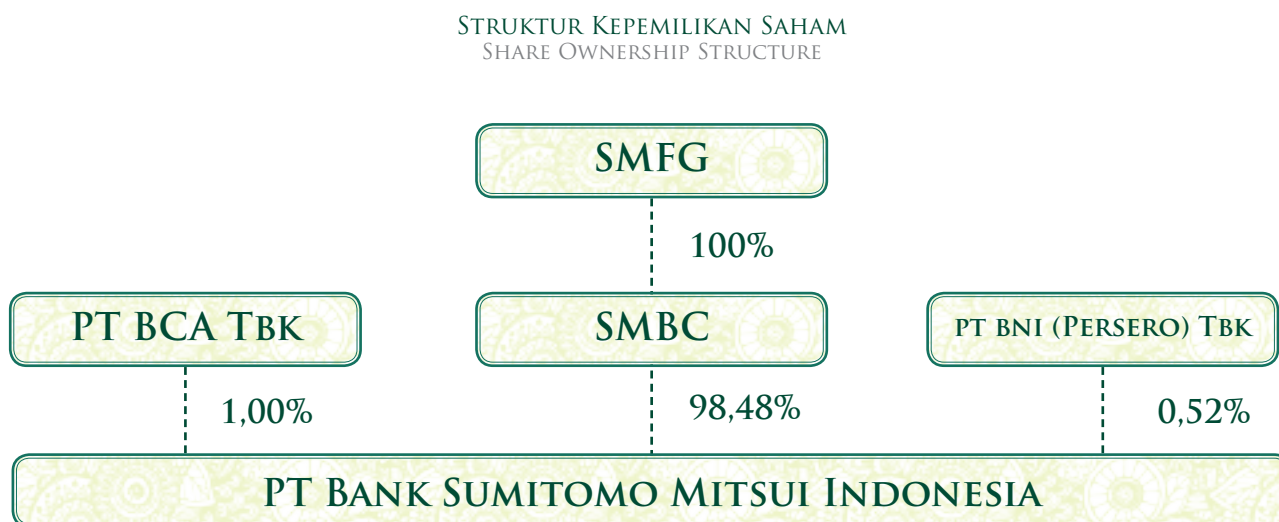 Struktur Kepemilikan Saham
Share Ownership Structure
SMFG
100%
PT BCA Tbk
SMBC
PT BNI (Persero) Tbk
1,00%
98,48%
0,52%
PT Bank Sumitomo Mitsui Indonesia